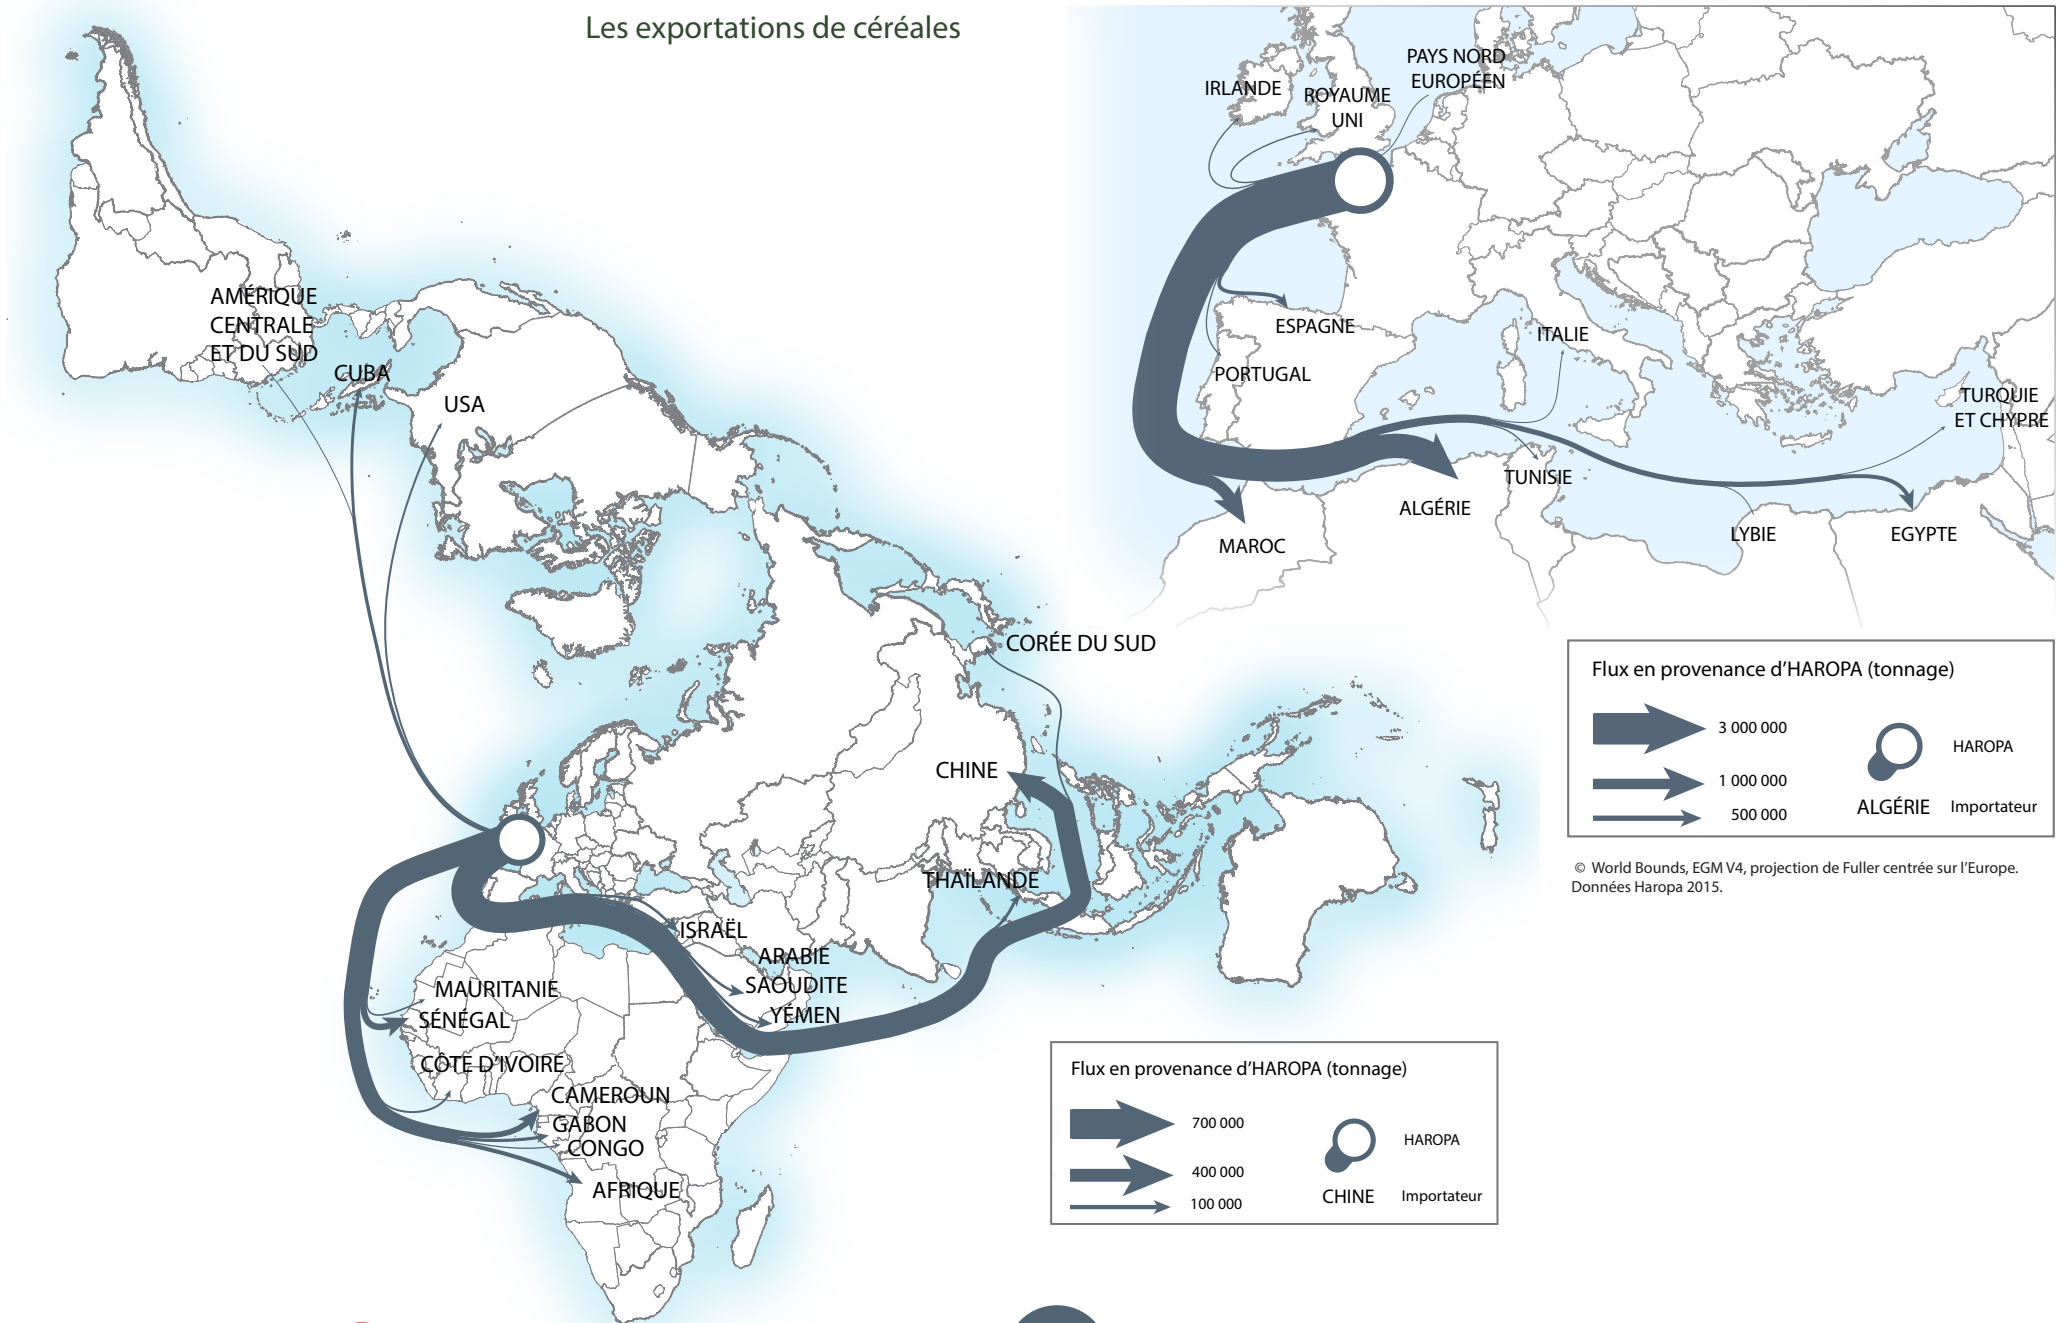 Les exportations de céréales
PAYS NORD
EUROPÉEN
IRLANDE
ROYAUME
UNI
ESPAGNE
PORTUGAL
ITALIE
TURQUIE
ET CHYPRE
TUNISIE
ALGÉRIE
MAROC
LYBIE
EGYPTE
AMÉRIQUE
CENTRALE
ET DU SUD
CUBA
USA
CORÉE DU SUD
CHINE
THAÏLANDE
ISRAËL
ARABIE
SAOUDITE
YÉMEN
MAURITANIE
SÉNÉGAL
CÔTE D'IVOIRE
CAMEROUN
GABON
CONGO
AFRIQUE
Flux en provenance d'HAROPA (tonnage)
3 000 000
HAROPA
1 000 000
500 000
ALGÉRIE Importateur
© World Bounds, EGM V4, projection de Fuller centrée sur l'Europe.
Données Haropa 2015.
Flux en provenance d'HAROPA (tonnage)
700 000
HAROPA
400 000
100 000
CHINE Importateur